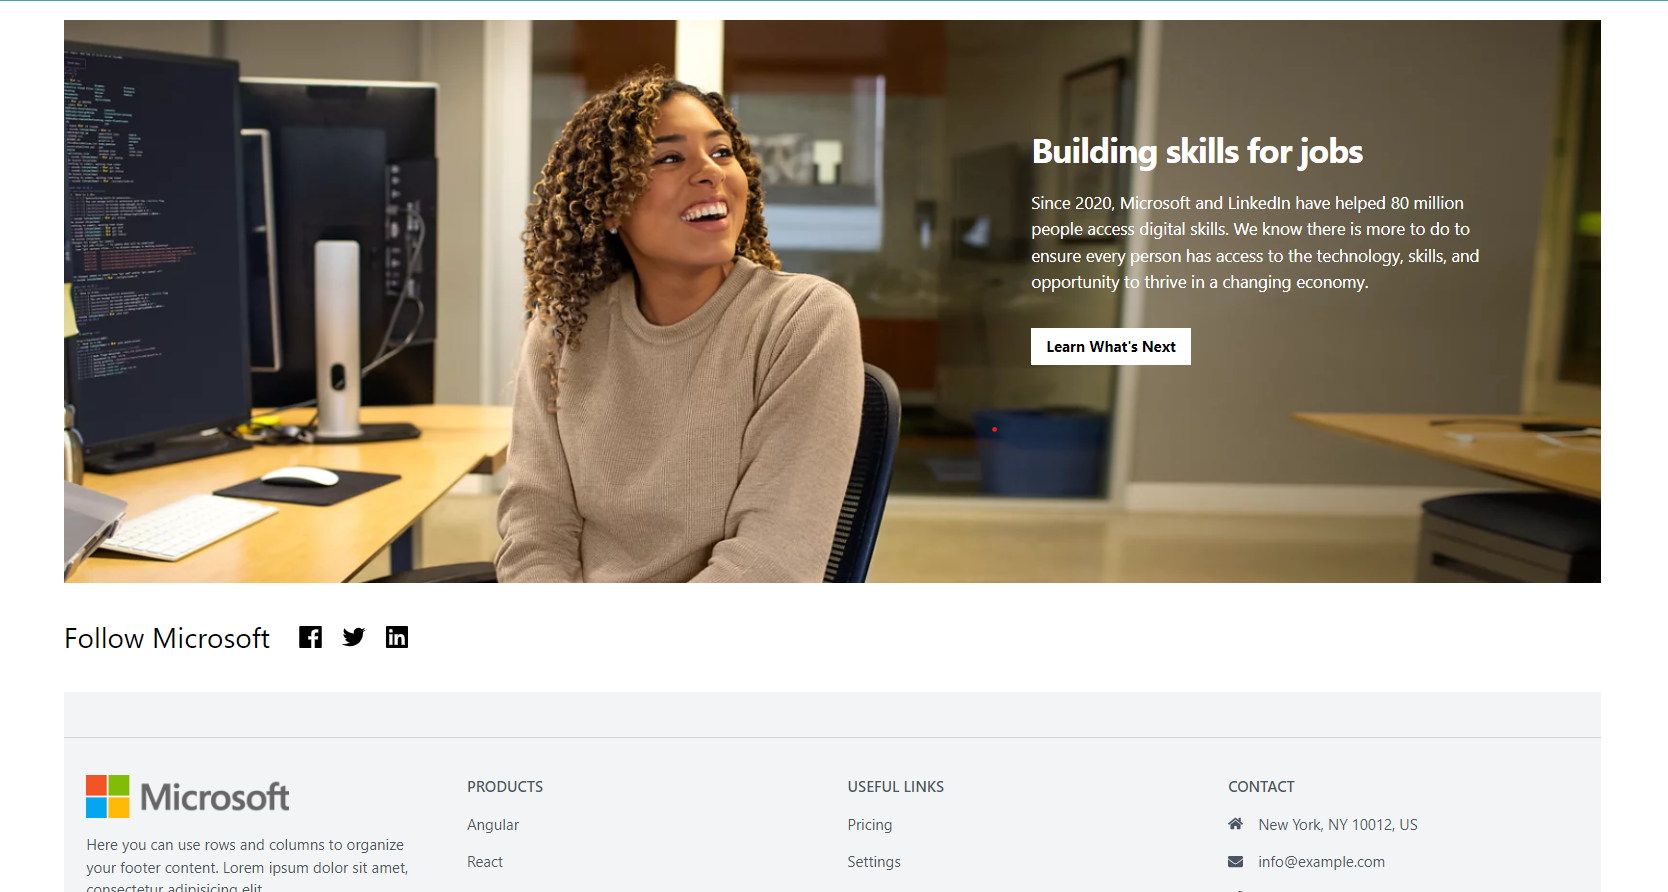 Building skills for jobs
Since 2020, Microsoft and LinkedIn have helped 80 million
people access digital skills. We know there is more to do to
ensure every person has access to the technology, skills, and
opportunity to thrive in a changing economy.
Learn What's Next
Follow Microsoft
Microsoft
Here you can use rows and columns to organize
your footer content. Lorem ipsum dolor sit amet,
consectetur adipisicing elit
PRODUCTS
Angular
React
USEFUL LINKS
Pricing
Settings
CONTACT
New York, NY 10012, US
info@example.com